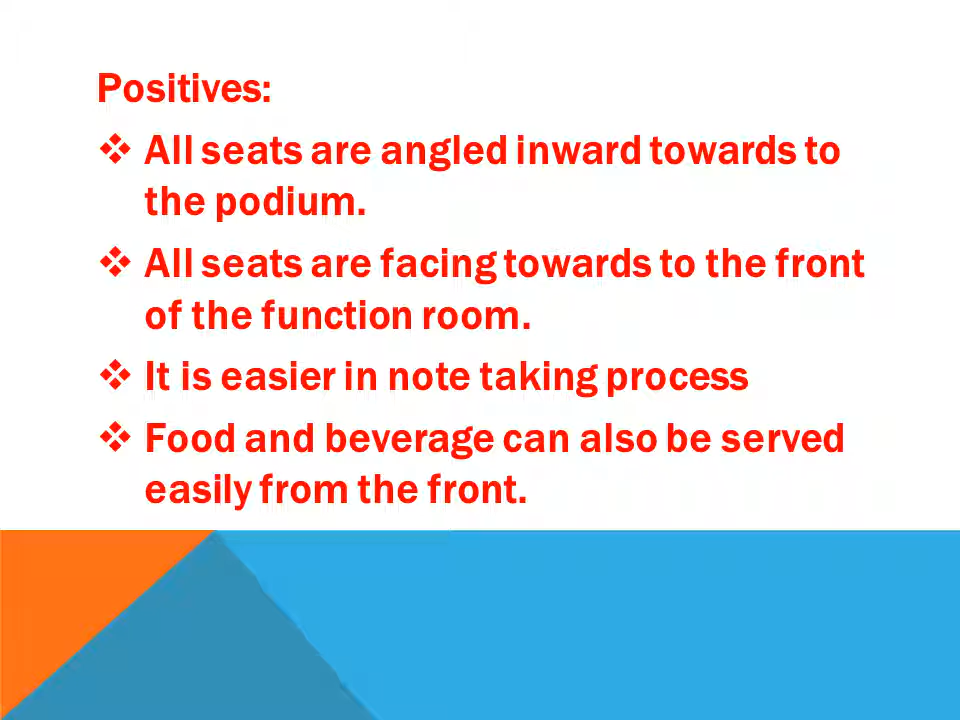 Positives:
❖ All seats are angled inward towards to
the podium.
❖ All seats are facing towards to the front
of the function room.
❖ It is easier in note taking process
❖ Food and beverage can also be served
easily from the front.